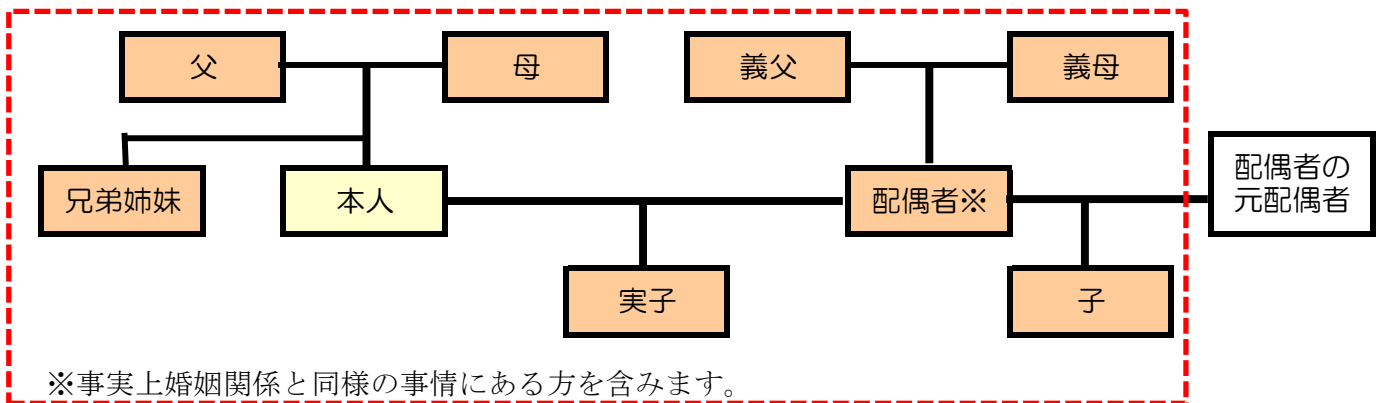 父
母
義父
義母
兄弟姉妹
本人
配偶者※
配偶者の
元配偶者
実子
子
※事実上婚姻関係と同様の事情にある方を含みます。